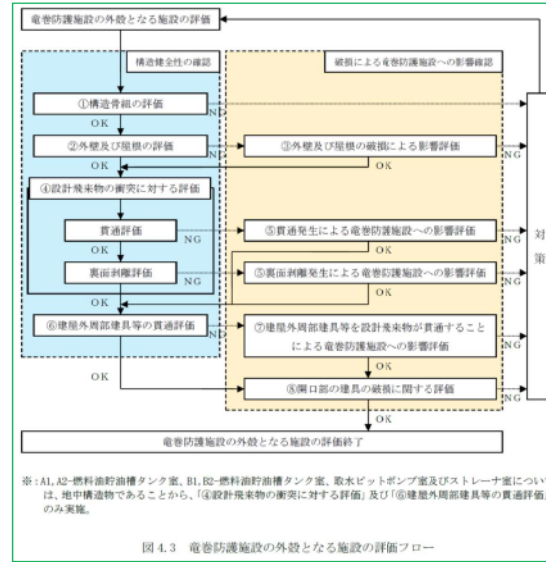 竜巻防護施設の外殻となる施設の評価
構造健全性の確認
破損による竜巻防護施設への影響確認
①構造骨組の評価
OK
NG
②外壁及び屋根の評価
NG
③外壁及び屋根の破損による影響評価
NG
OK
OK
④設計飛来物の衝突に対する評価
貫通評価
NG
⑤貫通発生による竜巻防護施設への影響評価
NG
対
策
OK
OK
裏面剥離評価
NG
⑤裏面剥離発生による竜巻防護施設への影響評価
NG
OK
OK
⑥建屋外周部建具等の貫通評価
NG
⑦建屋外周部建具等を設計飛来物が貫通すること
による竜巻防護施設への影響評価
NG
OK
OK
⑧開口部の建具の破損に関する評価
NG
OK
竜巻防護施設の外殻となる施設の評価終了
※：A1, A2-燃料油貯油槽タンク室、B1, B2-燃料油貯油槽タンク室、取水ピットポンプ室及びストレーナ室につい
は、地中構造物であることから、「④設計飛来物の衝突に対する評価」及び「⑥建屋外周部建具等の貫通評価」
のみ実施。
図 4.3　竜巻防護施設の外殻となる施設の評価フロー